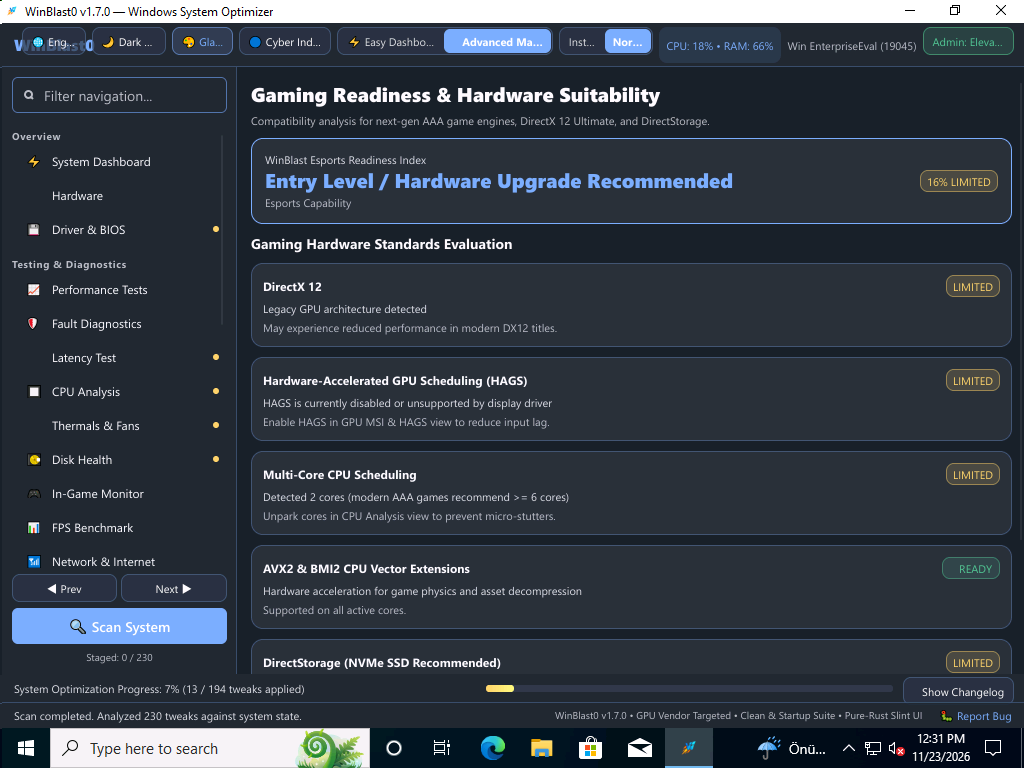 WinBlast0 v1.7.0 — Windows System Optimizer
Eng...
Dark ...
Gla...
Cyber Ind...
Easy Dashbo...
Advanced Ma...
Inst...
Nor...
CPU: 18% • RAM: 66%
Win EnterpriseEval (19045)
Admin: Eleva...
Filter navigation...
Overview
System Dashboard
Hardware
Driver & BIOS
Testing & Diagnostics
Performance Tests
Fault Diagnostics
Latency Test
CPU Analysis
Thermals & Fans
Disk Health
In-Game Monitor
FPS Benchmark
Network & Internet
◀ Prev
Next ▶
Scan System
Staged: 0 / 230
Gaming Readiness & Hardware Suitability
Compatibility analysis for next-gen AAA game engines, DirectX 12 Ultimate, and DirectStorage.
WinBlast Esports Readiness Index
Entry Level / Hardware Upgrade Recommended
16% LIMITED
Esports Capability
Gaming Hardware Standards Evaluation
DirectX 12
LIMITED
Legacy GPU architecture detected
May experience reduced performance in modern DX12 titles.
Hardware-Accelerated GPU Scheduling (HAGS)
LIMITED
HAGS is currently disabled or unsupported by display driver
Enable HAGS in GPU MSI & HAGS view to reduce input lag.
Multi-Core CPU Scheduling
LIMITED
Detected 2 cores (modern AAA games recommend >= 6 cores)
Unpark cores in CPU Analysis view to prevent micro-stutters.
AVX2 & BMI2 CPU Vector Extensions
READY
Hardware acceleration for game physics and asset decompression
Supported on all active cores.
DirectStorage (NVMe SSD Recommended)
LIMITED
System Optimization Progress: 7% (13 / 194 tweaks applied)
Show Changelog
Scan completed. Analyzed 230 tweaks against system state.
WinBlast0 v1.7.0 • GPU Vendor Targeted • Clean & Startup Suite • Pure-Rust Slint UI
Report Bug
Type here to search
Önü...
12:31 PM
11/23/2026